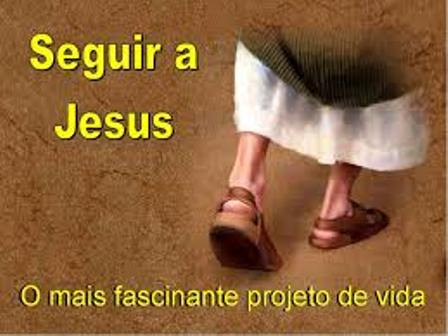 Seguir a
Jesus
O mais fascinante projeto de vida